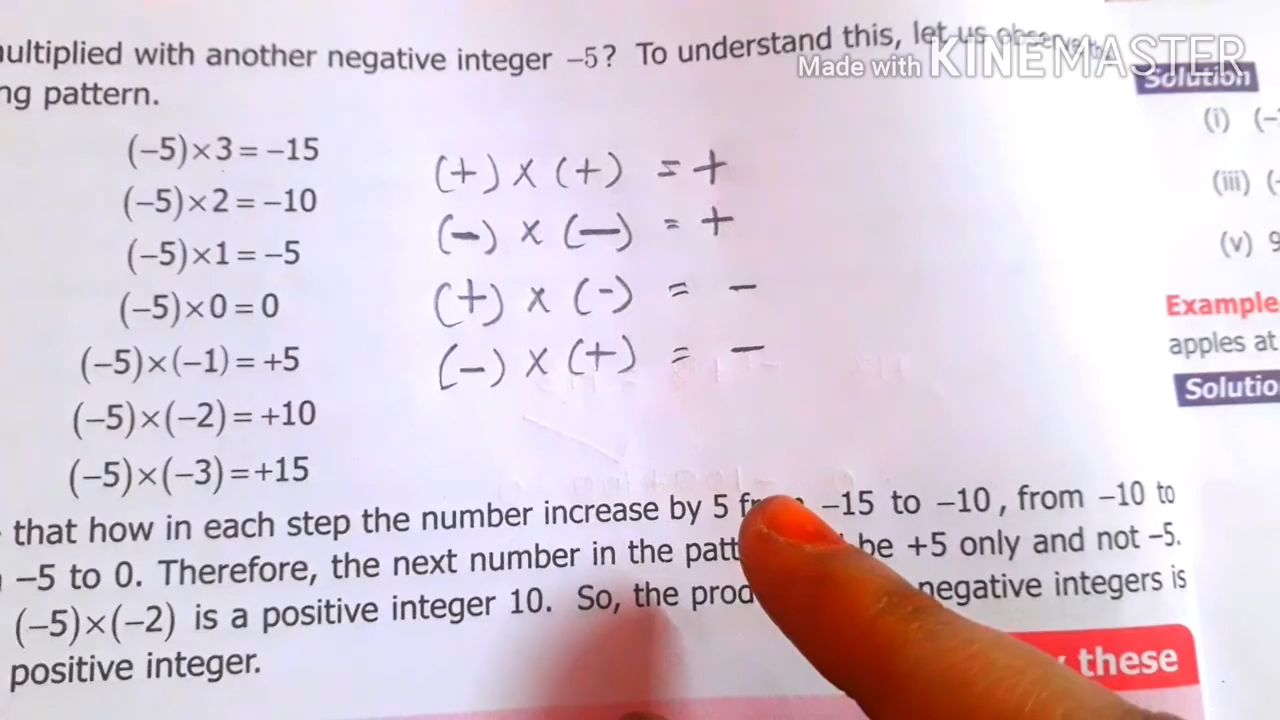 ultiplied with another negative integer –5? To understand this, let us observe
ng pattern.
(–5)×3 = –15
(–5)×2 = –10
(–5)×1 = –5
(–5)×0 = 0
(–5)×(–1) = +5
(–5)×(–2) = +10
(–5)×(–3) = +15
(+) × (+) = +
(-) × (-) = +
(+) × (-) = -
(-) × (+) = -
that how in each step the number increase by 5 –15 to –10, from –10 to
–5 to 0. Therefore, the next number in the be +5 only and not –5.
(–5)×(–2) is a positive integer 10. So, the negative integers is
positive integer.
these
Solution
(i) (–
(iii) (-
(v) 9
Example
apples at
Solutio
Made with KINEMASTER